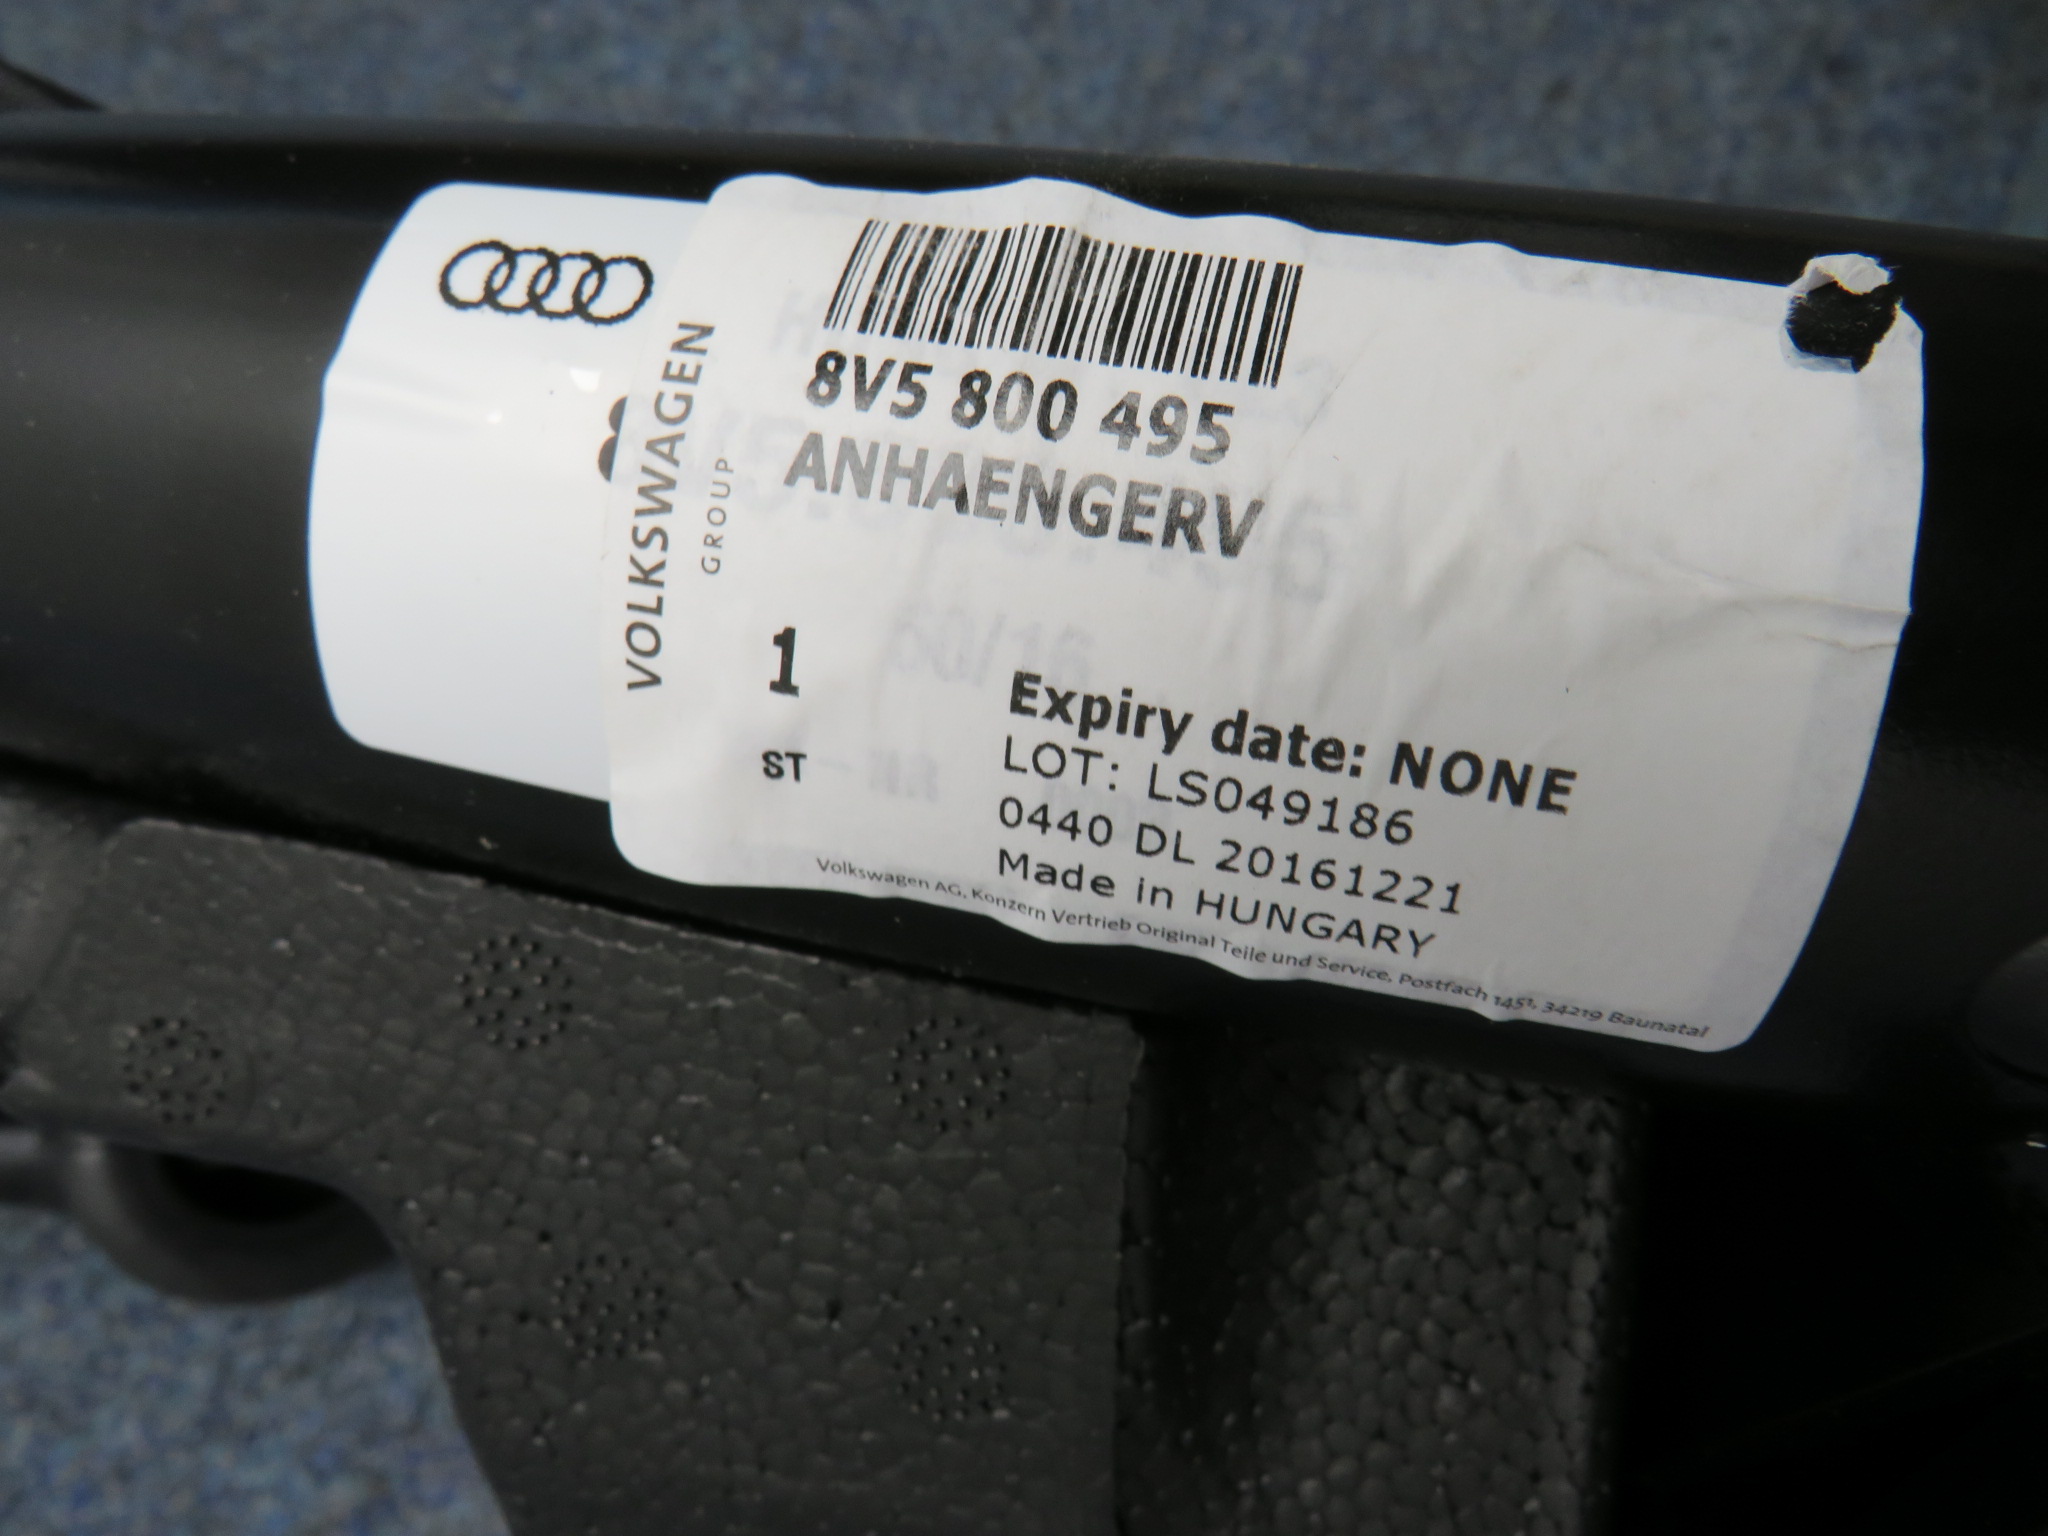 VOLKSWAGEN
GROUP
8V5 800 495
ANHAENGERV
1
ST
Expiry date: NONE
LOT: LS049186
0440 DL 20161221
Made in HUNGARY
Volkswagen AG, Konzern Vertrieb Original Teile und Service, Postfach 1451, 34219 Baunatal